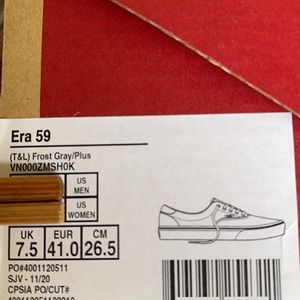 Era 59
(T&L) Frost Gray/Plus
VN000ZMSH0K
US MEN
US WOMEN
UK EUR CM
7.5 41.0 26.5
PO#4001120511
SJV - 11/20
CPSIA PO/CUT#